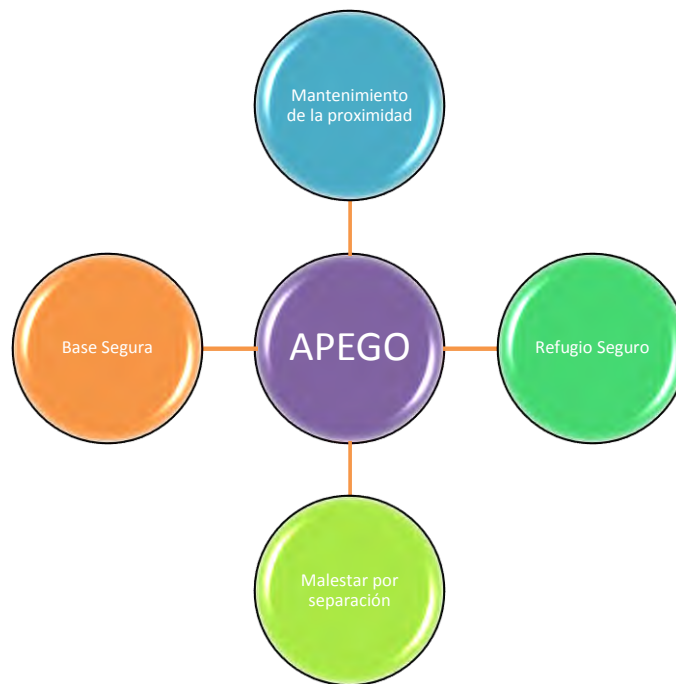 Mantenimiento
de la proximidad
Base Segura
APEGO
Refugio Seguro
Malestar por
separación